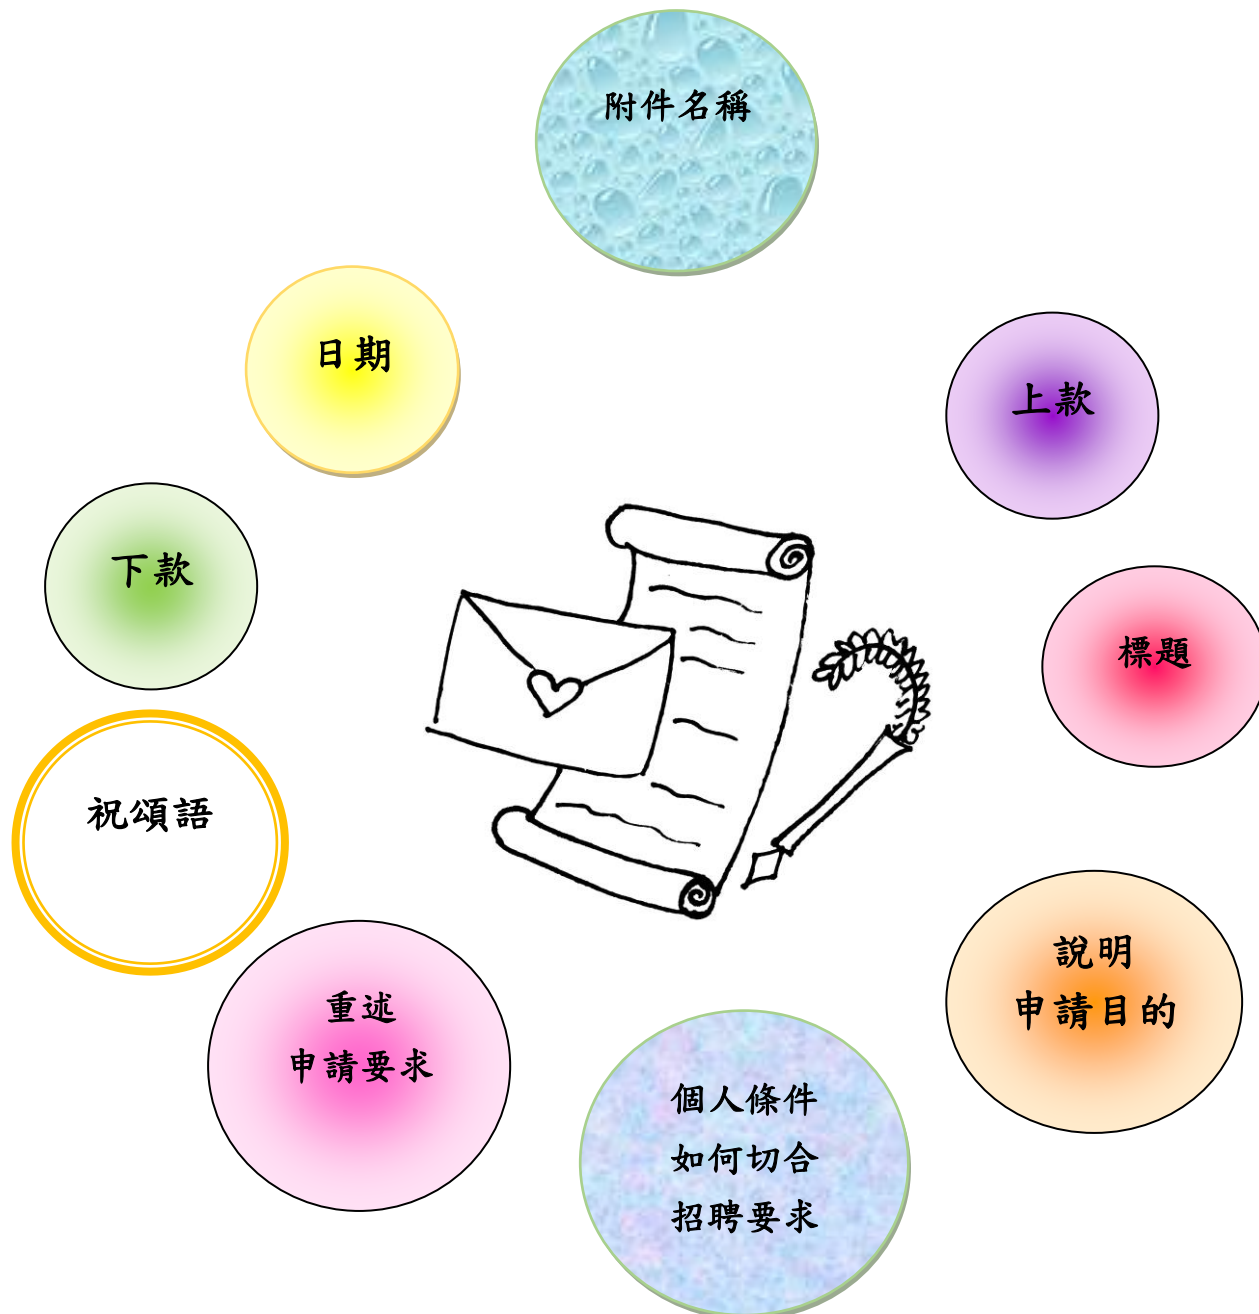 附件名稱
日期
上款
下款
標題
祝頌語
說明
申請目的
重述
申請要求
個人條件
如何切合
招聘要求